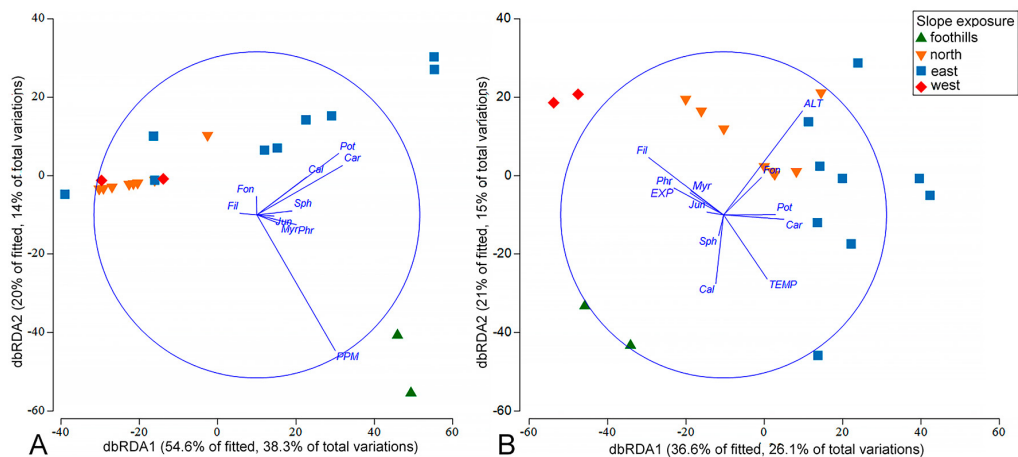 40
20
0
-20
-40
-60
-40
-20
0
20
40
60
dbRDA2 (20% of fitted, 14% of total variations)
dbRDA1 (54.6% of fitted, 38.3% of total variations)
A
Pot
Cal
Car
Fon
Fil
Sph
Jun
Myr
Phr
PPM
40
20
0
-20
-40
-60
-60
-40
-20
0
20
40
60
dbRDA2 (21% of fitted, 15% of total variations)
dbRDA1 (36.6% of fitted, 26.1% of total variations)
B
ALT
Fil
Fon
Phr
Myr
EXP
Jun
Pot
Car
Sph
Cal
TEMP
Slope exposure
foothills
north
east
west